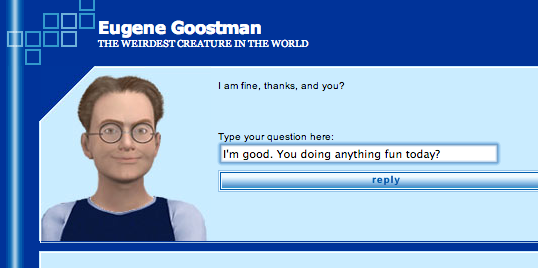 Eugene Goostman
THE WEIRDEST CREATURE IN THE WORLD
I am fine, thanks, and you?
Type your question here:
I'm good. You doing anything fun today?
reply